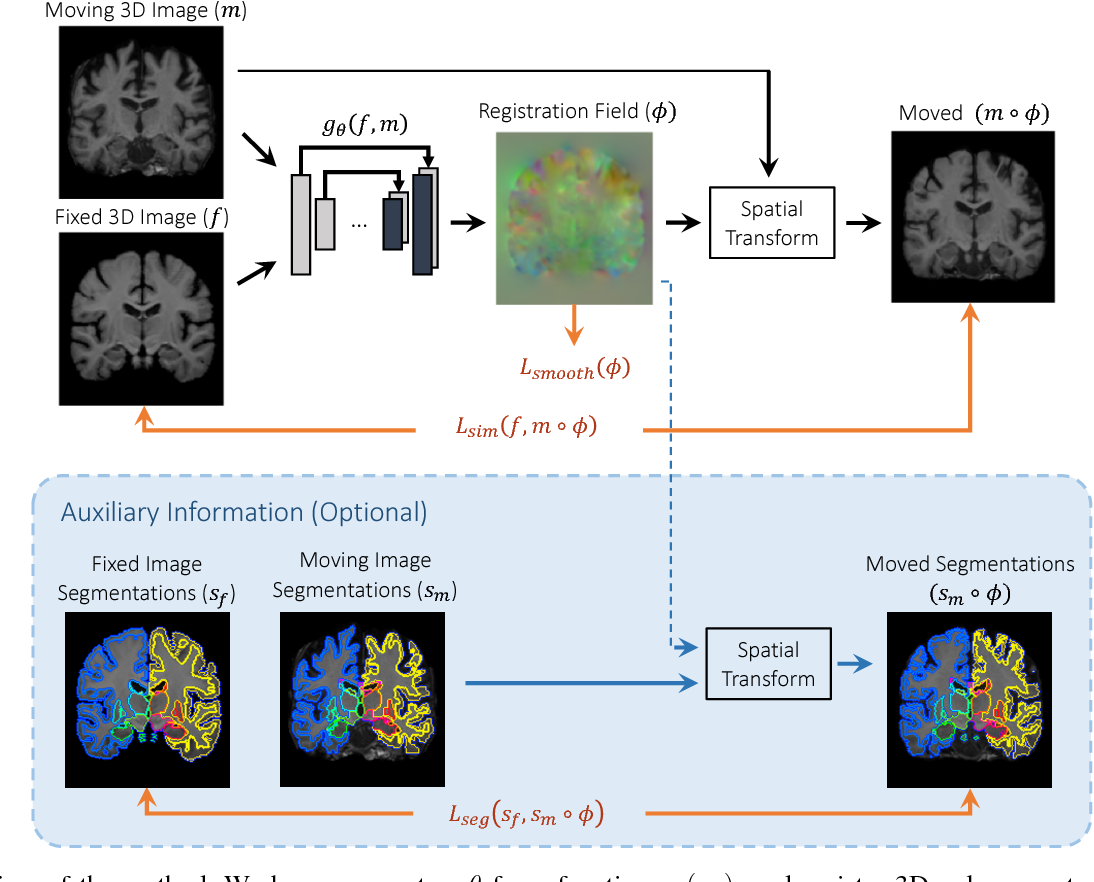 Moving 3D Image (m)
Fixed 3D Image (f)
g_θ(f, m)
...
Registration Field (ϕ)
Spatial
Transform
Moved (m ∘ ϕ)
L_smooth(ϕ)
L_sim(f, m ∘ ϕ)
Auxiliary Information (Optional)
Fixed Image
Segmentations (s_f)
Moving Image
Segmentations (s_m)
Spatial
Transform
Moved Segmentations
(s_m ∘ ϕ)
L_seg(s_f, s_m ∘ ϕ)